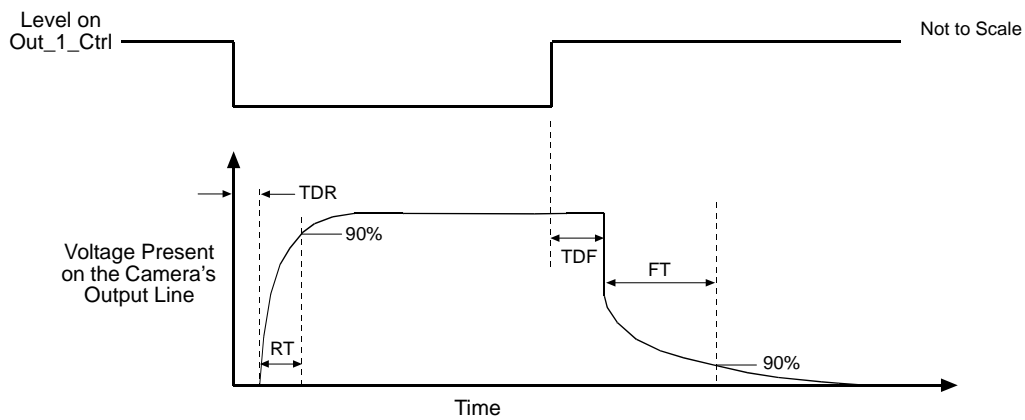 Level on
Out_1_Ctrl
Not to Scale
TDR
90%
Voltage Present
on the Camera’s
Output Line
TDF
FT
RT
90%
Time